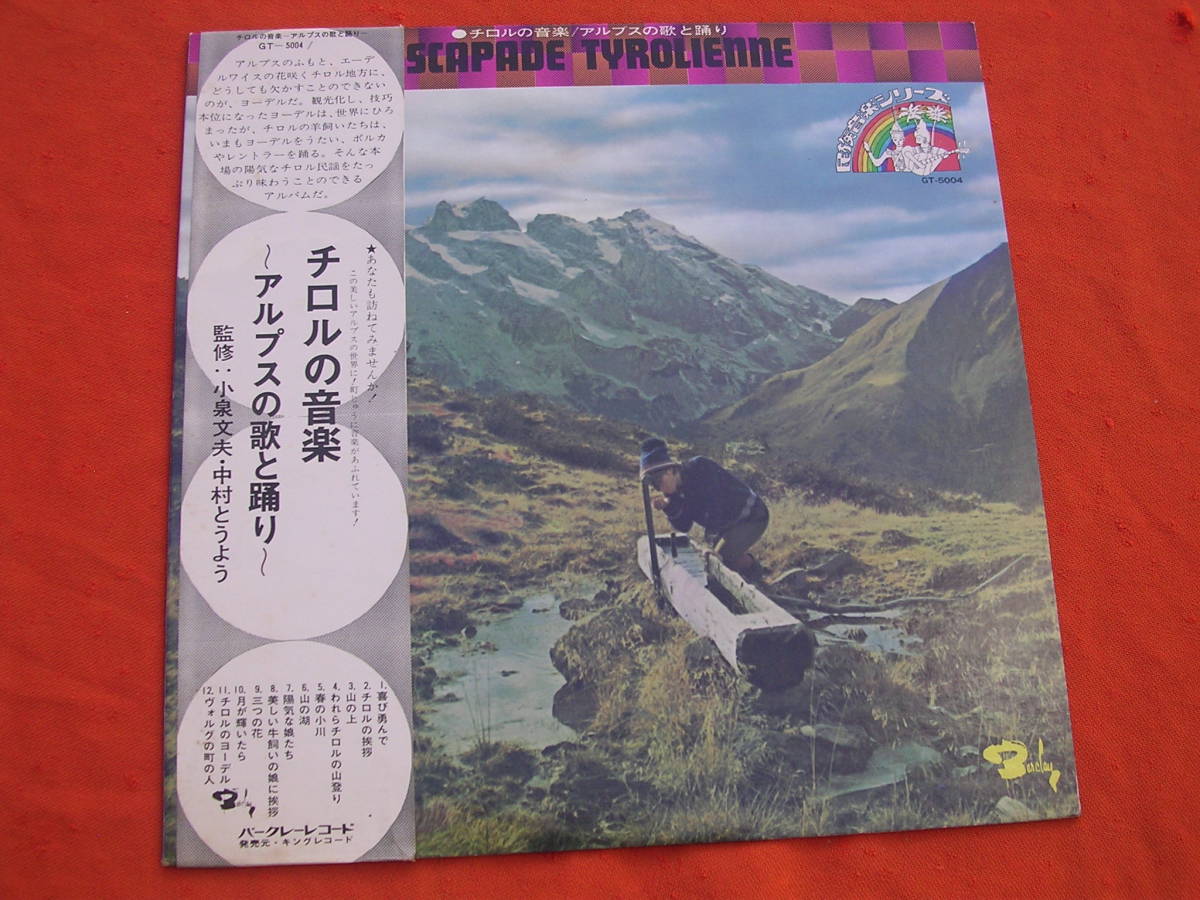 チロルの音楽ーアルプスの歌と踊りー
GT－5004 /
アルプスのふもと、エーデ
ルワイスの花咲くチロル地方に、
どうしても欠かすことのできない
のが、ヨーデルだ。観光化し、技巧
本位になったヨーデルは、世界にひろ
まったが、チロルの羊飼いたちは、
いまもヨーデルをうたい、ポルカ
やレントラーを踊る。そんな本
場の陽気なチロル民謡をたっ
ぷり味わうことのできる
アルバムだ。
★あなたも訪ねてみませんか！
この美しいアルプスの世界に！町じゅうに音楽があふれています！
チロルの音楽
〜アルプスの歌と踊り〜
監修：小泉文夫・中村とうよう
1. 喜び勇んで
2. チロルの挨拶
3. 山の上
4. われらチロルの山登り
5. 春の小川
6. 山の湖
7. 陽気な娘たち
8. 美しい牛飼いの娘に挨拶
9. 三つの花
10. 月が輝いたら
11. チロルのヨーデル
12. ヴォルグの町の人
Barclay
バークレーレコード
発売元・キングレコード
●チロルの音楽/アルプスの歌と踊り
SCAPADE TYROLIENNE
民族音楽シリーズ
GT-5004
Barclay